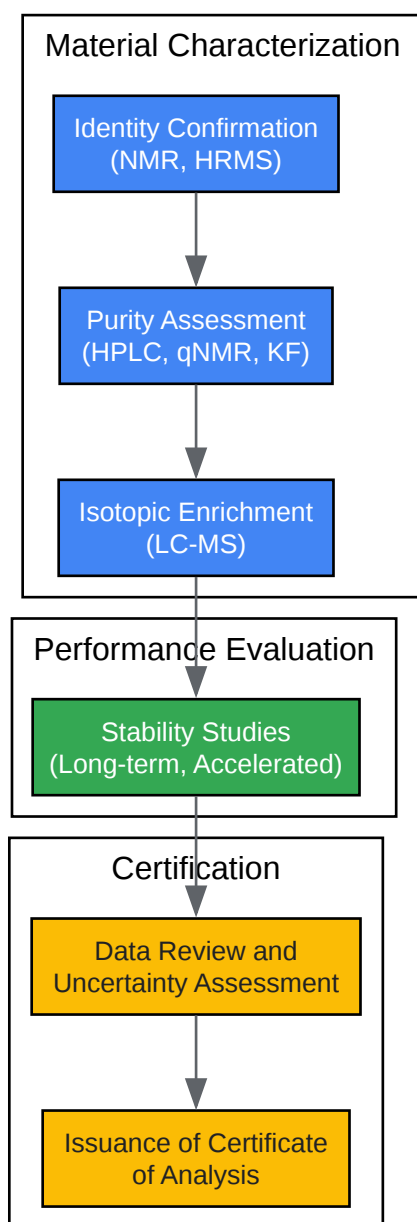 Material Characterization
Identity Confirmation
(NMR, HRMS)
Purity Assessment
(HPLC, qNMR, KF)
Isotopic Enrichment
(LC-MS)
Performance Evaluation
Stability Studies
(Long-term, Accelerated)
Certification
Data Review and
Uncertainty Assessment
Issuance of Certificate
of Analysis